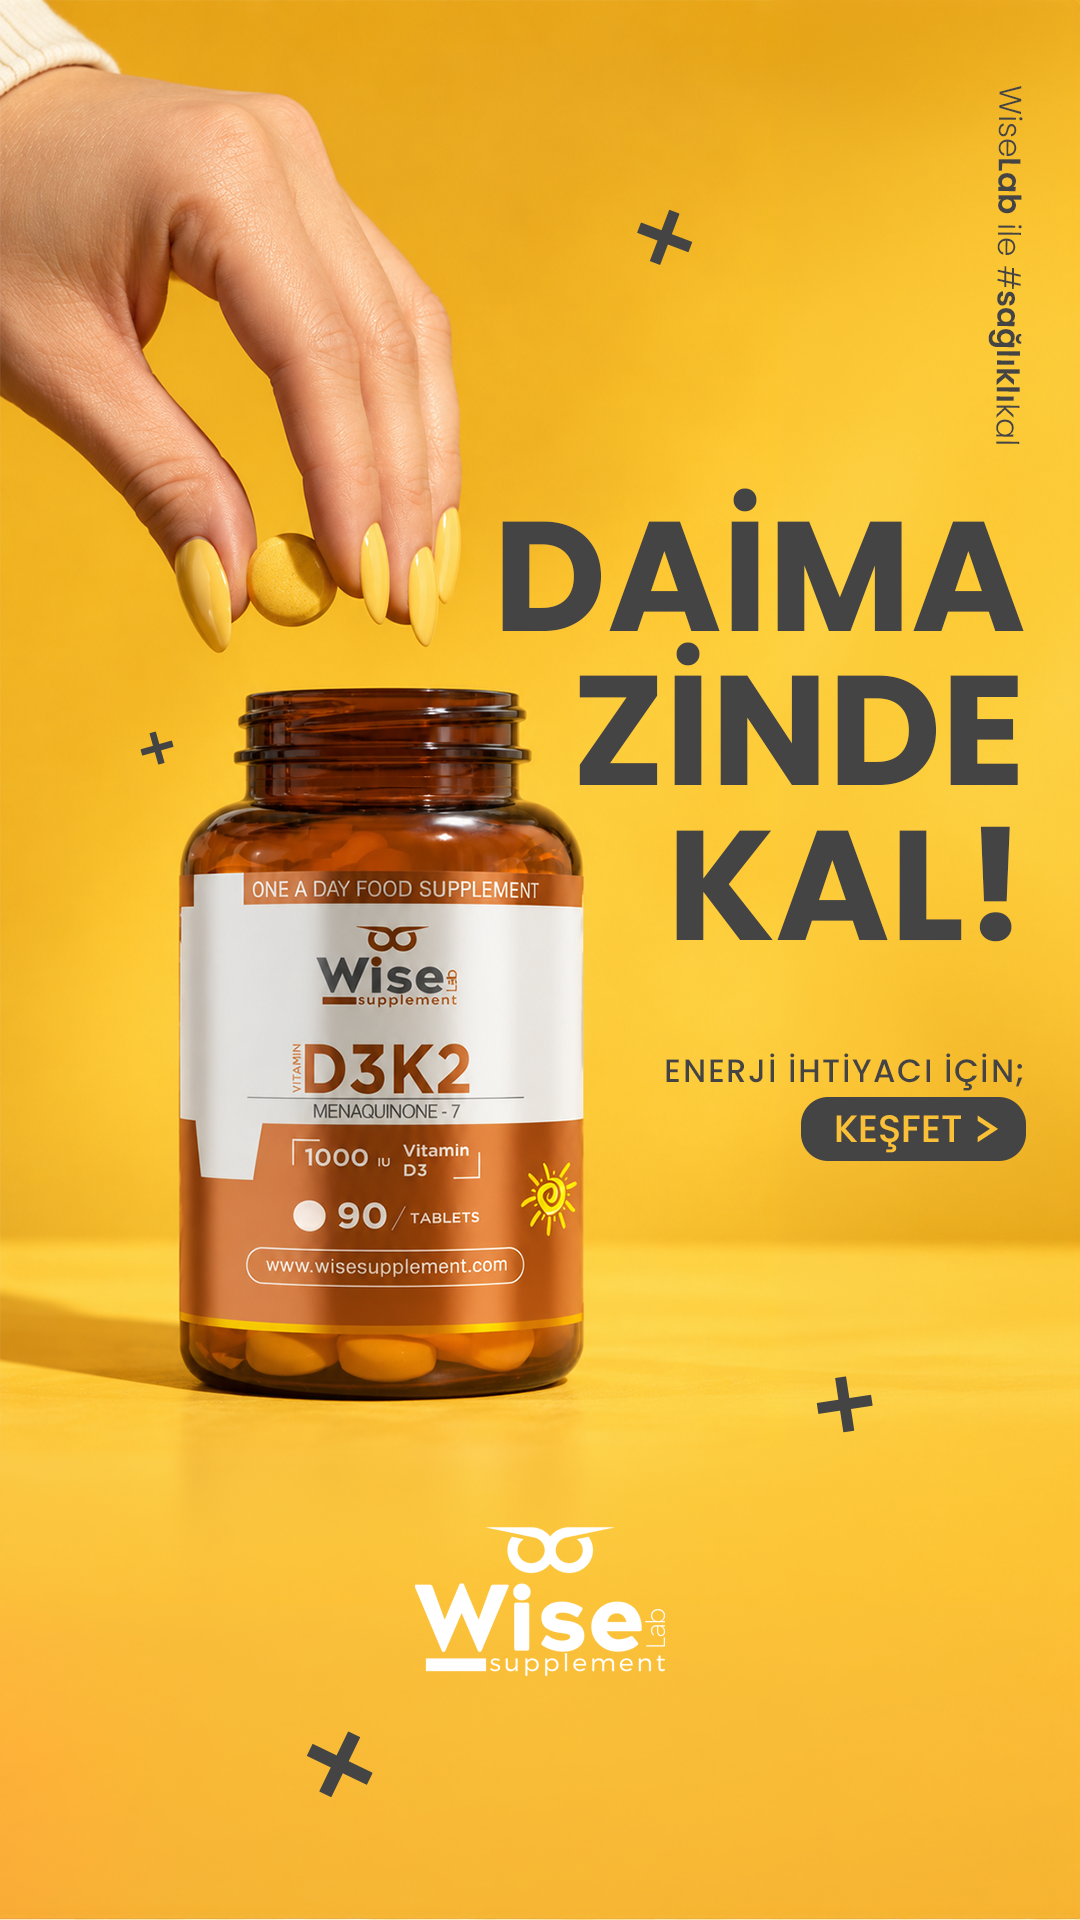 WiseLab ile #sağlıklıkal
DAİMA
ZİNDE
KAL!
ENERJİ İHTİYACI İÇİN;
KEŞFET >
ONE A DAY FOOD SUPPLEMENT
Wise Lab
supplement
VITAMIN D3K2
MENAQUINONE - 7
1000 IU Vitamin D3
90 / TABLETS
www.wisesupplement.com
Wise Lab
supplement